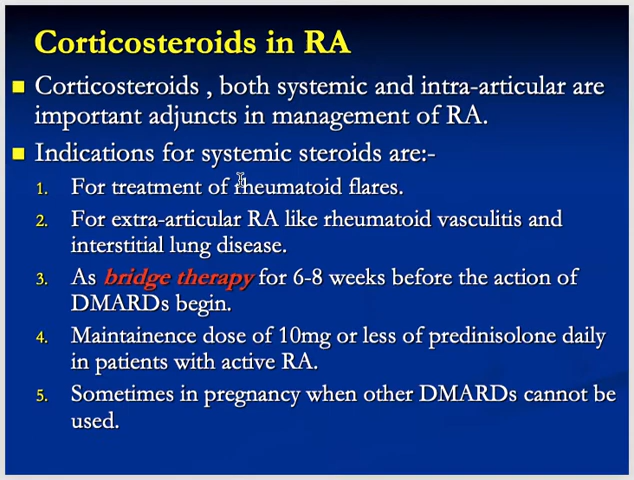 Corticosteroids in RA
Corticosteroids , both systemic and intra-articular are
important adjuncts in management of RA.
Indications for systemic steroids are:-
1. For treatment of rheumatoid flares.
2. For extra-articular RA like rheumatoid vasculitis and
interstitial lung disease.
3. As bridge therapy for 6-8 weeks before the action of
DMARDs begin.
4. Maintainence dose of 10mg or less of predinisolone daily
in patients with active RA.
5. Sometimes in pregnancy when other DMARDs cannot be
used.